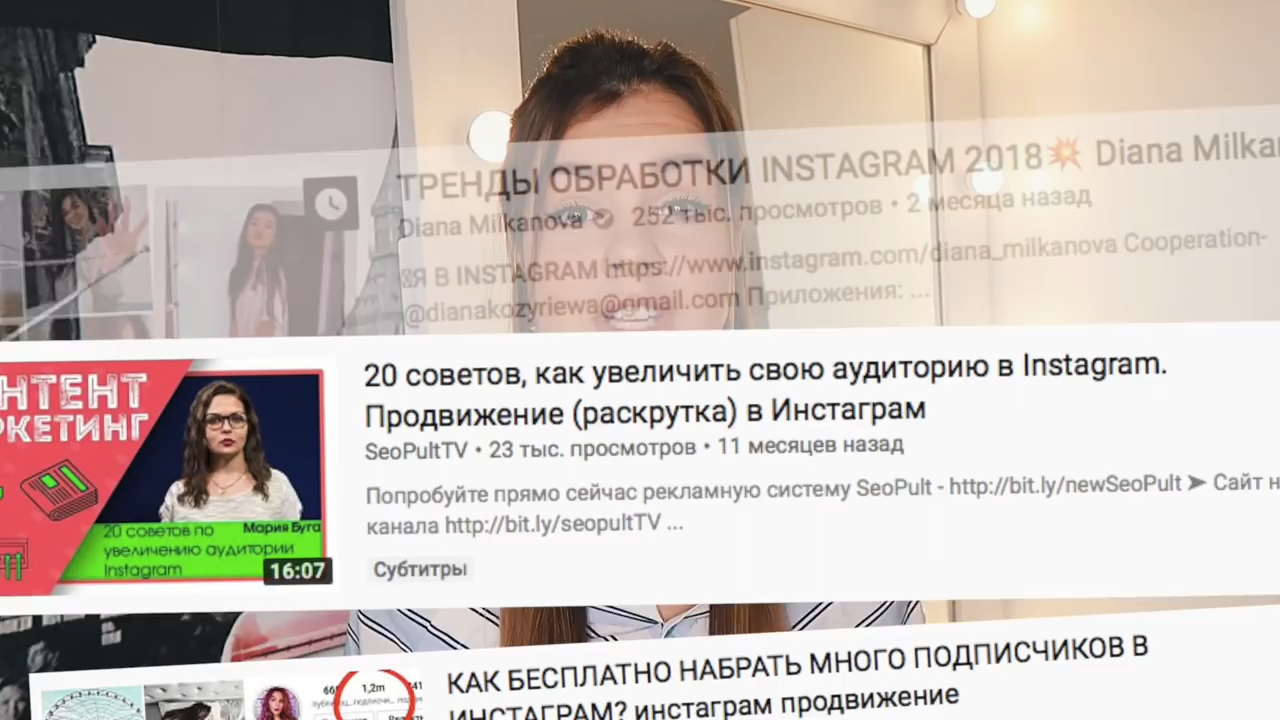 ТРЕНДЫ ОБРАБОТКИ INSTAGRAM 2018💥 Diana Milka
Diana Milkanova 252 тыс. просмотров • 2 месяца назад
Я В INSTAGRAM https://www.instagram.com/diana_milkanova Cooperation-
@dianakozyriewa@gmail.com Приложения: ...
НТЕНТ
РКЕТИНГ
20 советов по Мария Буга
увеличению аудитории
Instagram
16:07
20 советов, как увеличить свою аудиторию в Instagram.
Продвижение (раскрутка) в Инстаграм
SeoPultTV • 23 тыс. просмотров • 11 месяцев назад
Попробуйте прямо сейчас рекламную систему SeoPult - http://bit.ly/newSeoPult ➤ Сайт н
канала http://bit.ly/seopultTV ...
Субтитры
1,2m
КАК БЕСПЛАТНО НАБРАТЬ МНОГО ПОДПИСЧИКОВ В
ИНСТАГРАМ? инстаграм продвижение